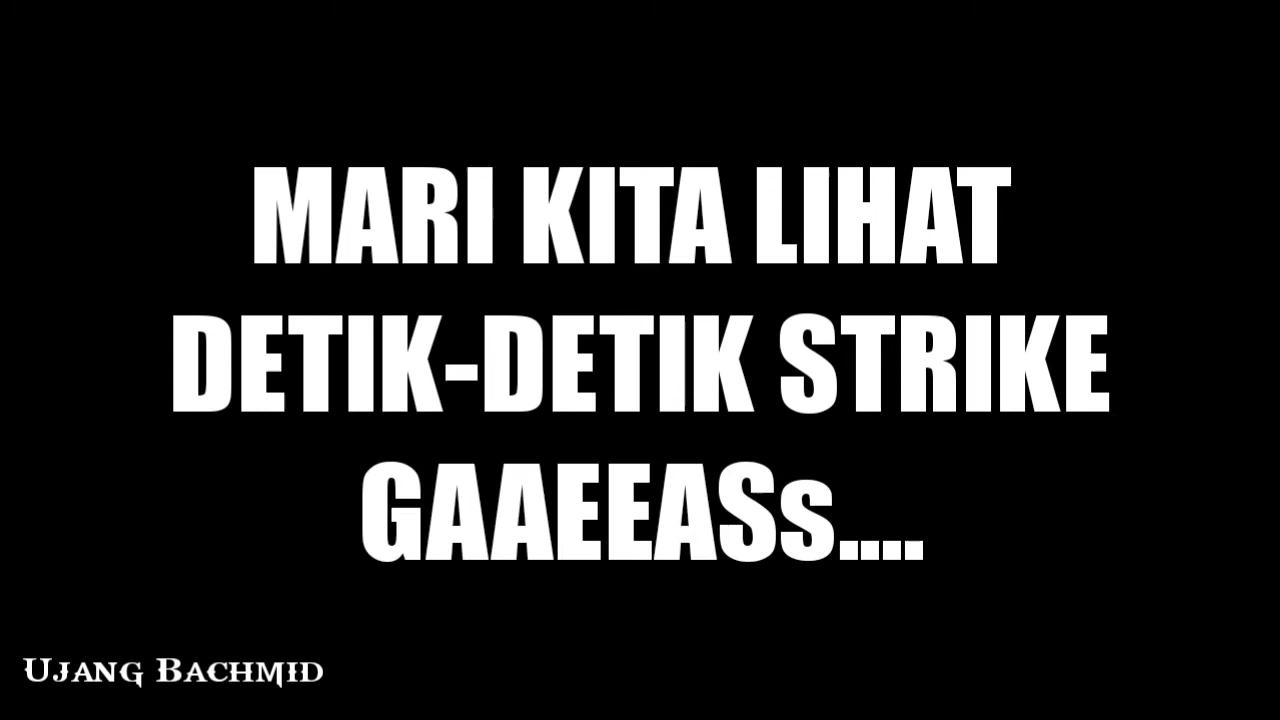 MARI KITA LIHAT
DETIK-DETIK STRIKE
GAAEEASs....
Ujang Bachmid